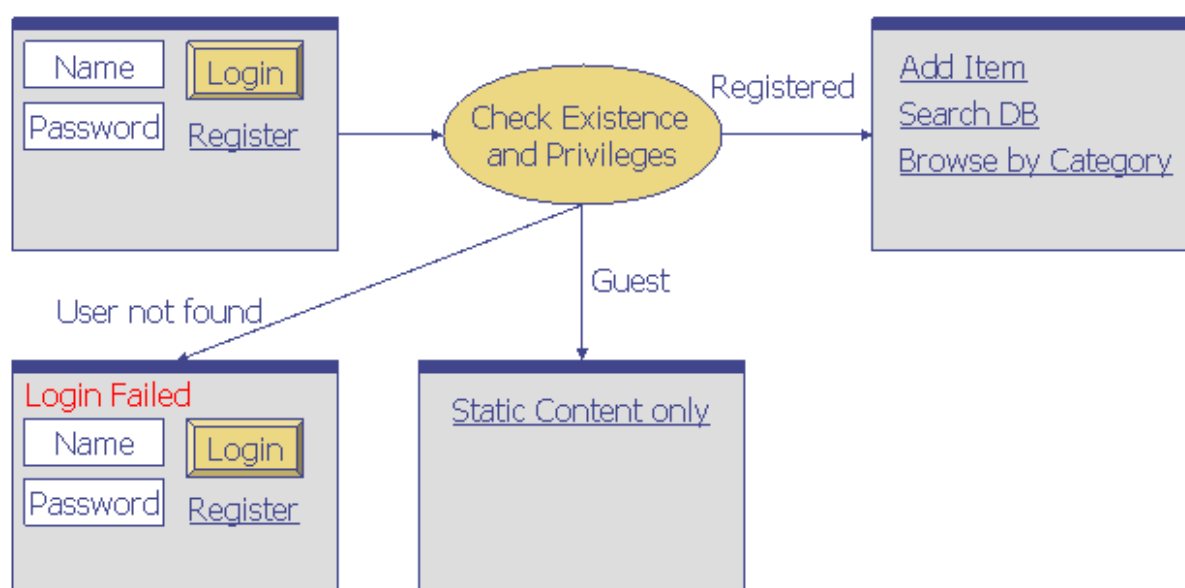 Name
Login
Password
Register
Check Existence
and Privileges
Registered
Add Item
Search DB
Browse by Category
User not found
Guest
Login Failed
Name
Login
Password
Register
Static Content only